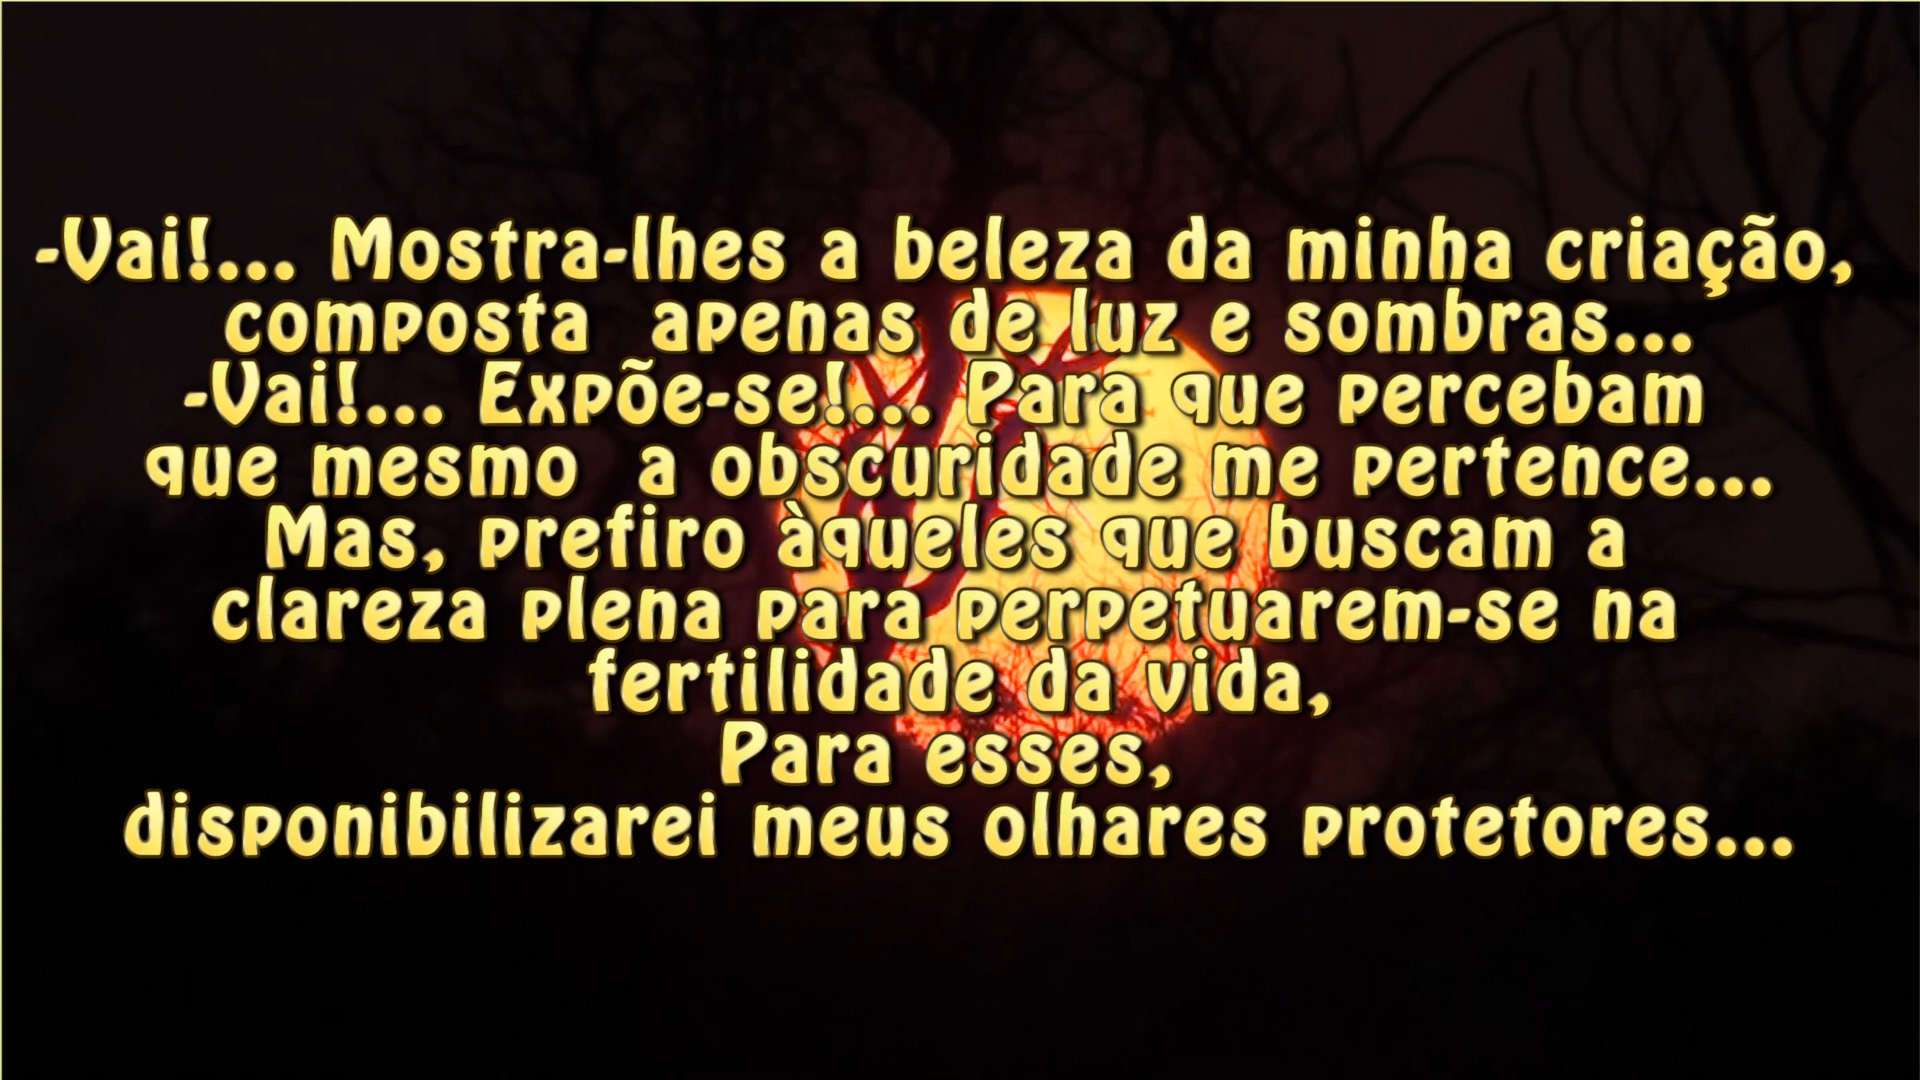 -Vai!... Mostra-lhes a beleza da minha criação,
composta apenas de luz e sombras...
-Vai!... Expõe-se!... Para que percebam
que mesmo a obscuridade me pertence...
Mas, prefiro àqueles que buscam a
clareza plena para perpetuarem-se na
fertilidade da vida,
Para esses,
disponibilizarei meus olhares protetores...